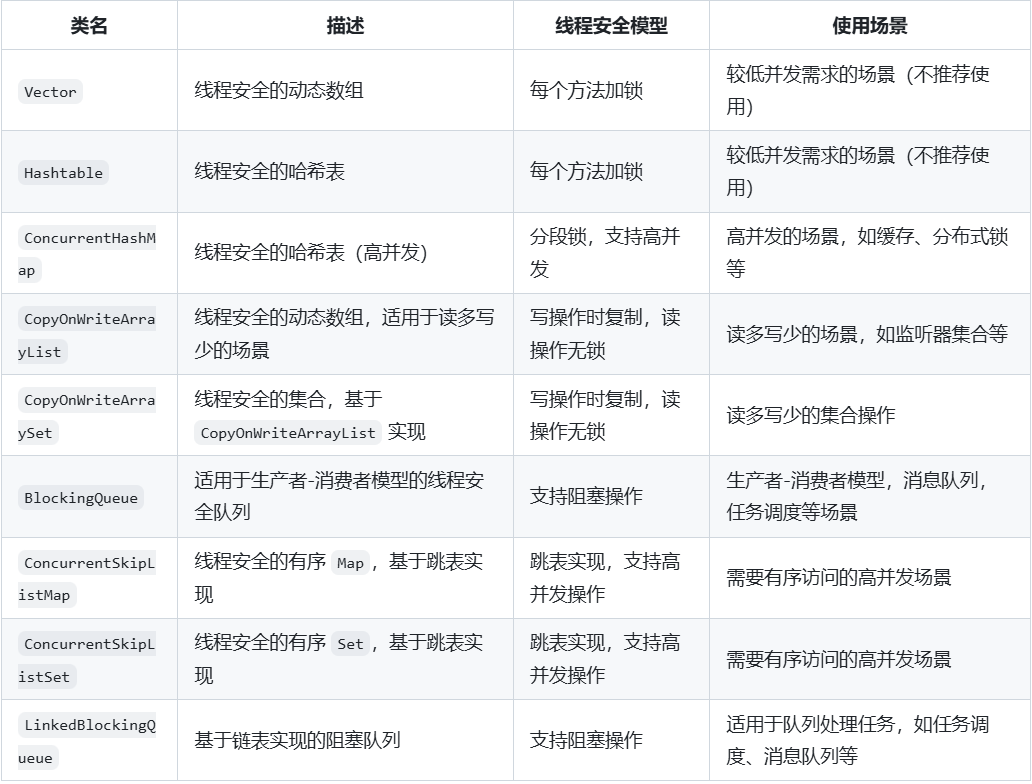 类名 描述 线程安全模型 使用场景
Vector 线程安全的动态数组 每个方法加锁 较低并发需求的场景（不推荐使
用）
Hashtable 线程安全的哈希表 每个方法加锁 较低并发需求的场景（不推荐使
用）
ConcurrentHashM
ap
线程安全的哈希表（高并发）
分段锁，支持高并
发
高并发的场景，如缓存、分布式锁
等
CopyOnWriteArra
yList
线程安全的动态数组，适用于读多写
少的场景
写操作时复制，读
操作无锁
读多写少的场景，如监听器集合等
CopyOnWriteArra
ySet
线程安全的集合，基于
CopyOnWriteArrayList 实现
写操作时复制，读
操作无锁
读多写少的集合操作
BlockingQueue
适用于生产者-消费者模型的线程安
全队列
支持阻塞操作
生产者-消费者模型，消息队列，
任务调度等场景
ConcurrentSkipL
istMap
线程安全的有序 Map，基于跳表实
现
跳表实现，支持高
并发操作
需要有序访问的高并发场景
ConcurrentSkipL
istSet
线程安全的有序 Set，基于跳表实
现
跳表实现，支持高
并发操作
需要有序访问的高并发场景
LinkedBlockingQ
ueue
基于链表实现的阻塞队列
支持阻塞操作
适用于队列处理任务，如任务调
度、消息队列等